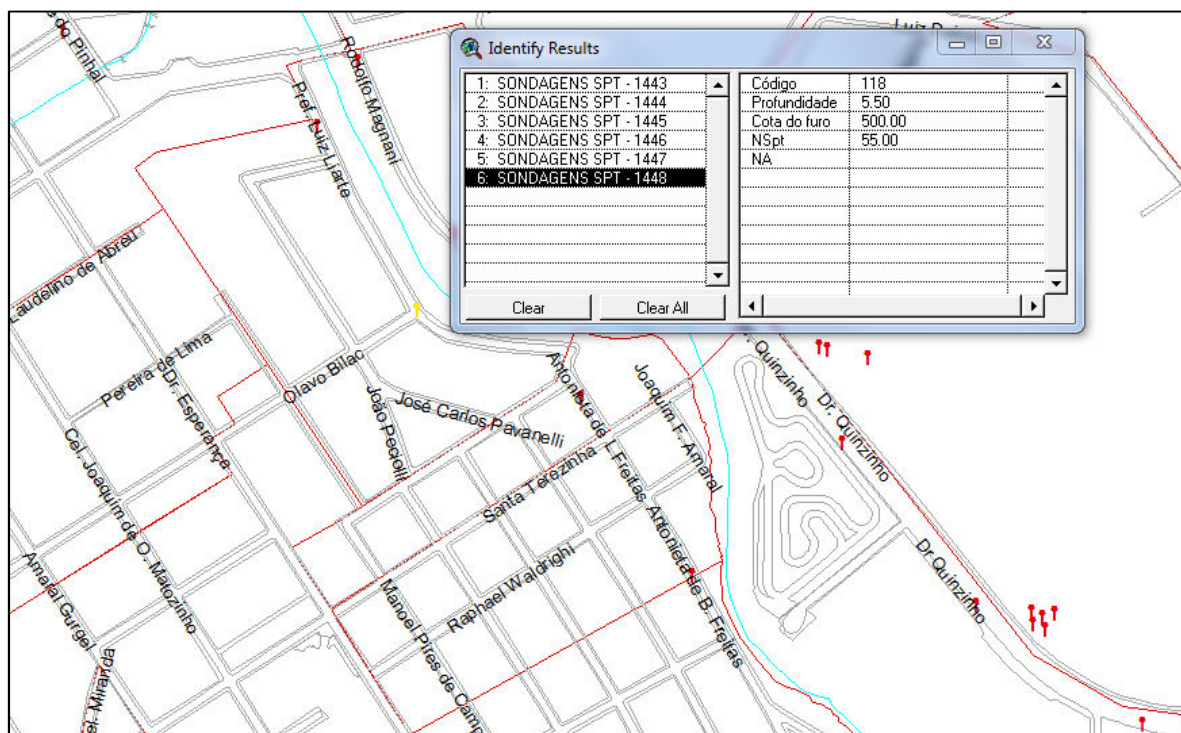 do Pinhal
Rodolfo Magnani
Prof. Luiz Liarte
Identify Results
1: SONDAGENS SPT - 1443
2: SONDAGENS SPT - 1444
3: SONDAGENS SPT - 1445
4: SONDAGENS SPT - 1446
5: SONDAGENS SPT - 1447
6: SONDAGENS SPT - 1448
Clear
Clear All
Código 118
Profundidade 5.50
Cota do furo 500.00
NSpt 55.00
NA
Laudelino de Abreu
Pereira de Lima
Dr. Esperança
Olavo Bilac
João Peciolli
José Carlos Pavanelli
Antonieta de I. Freitas
Joaquim F. Amaral
Quinzinho
Dr. Quinzinho
Cel. Joaquim de O. Matozinho
Santa Terezinha
Amaral Gurgel
Raphael Waldrighi
Manoel Pires de Camp
Antonieta de B. Freitas
Dr Quinzinho
el. Miranda